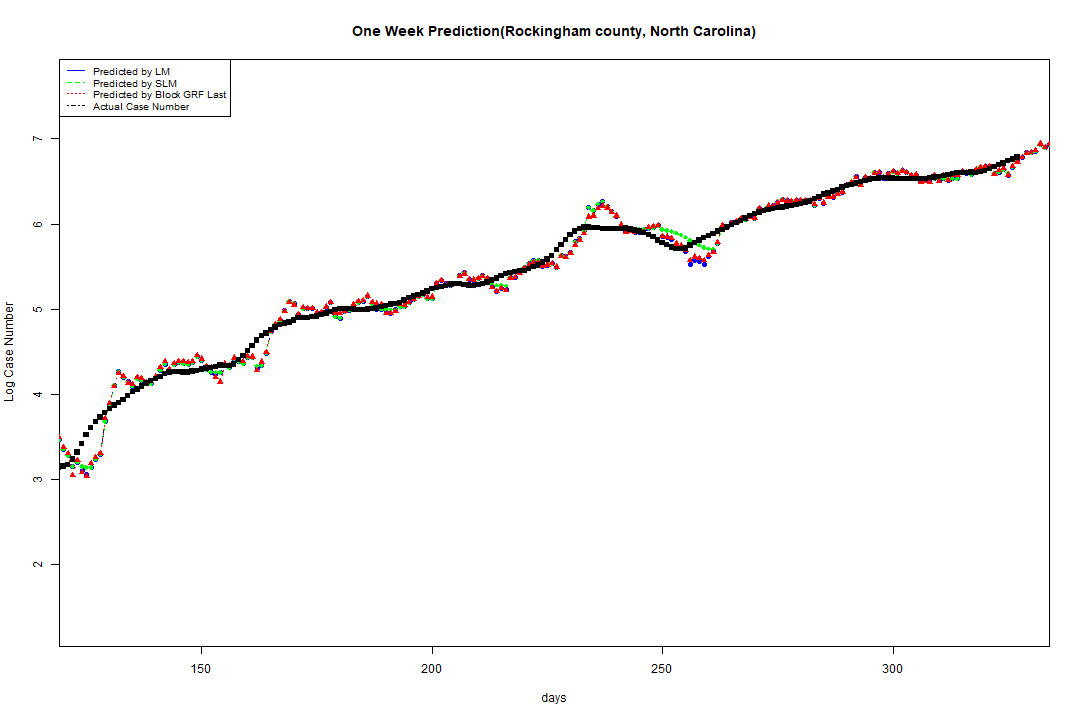 One Week Prediction(Rockingham county, North Carolina)
Predicted by LM
Predicted by SLM
Predicted by Block GRF Last
Actual Case Number
7
6
5
4
3
2
Log Case Number
150
200
250
300
days